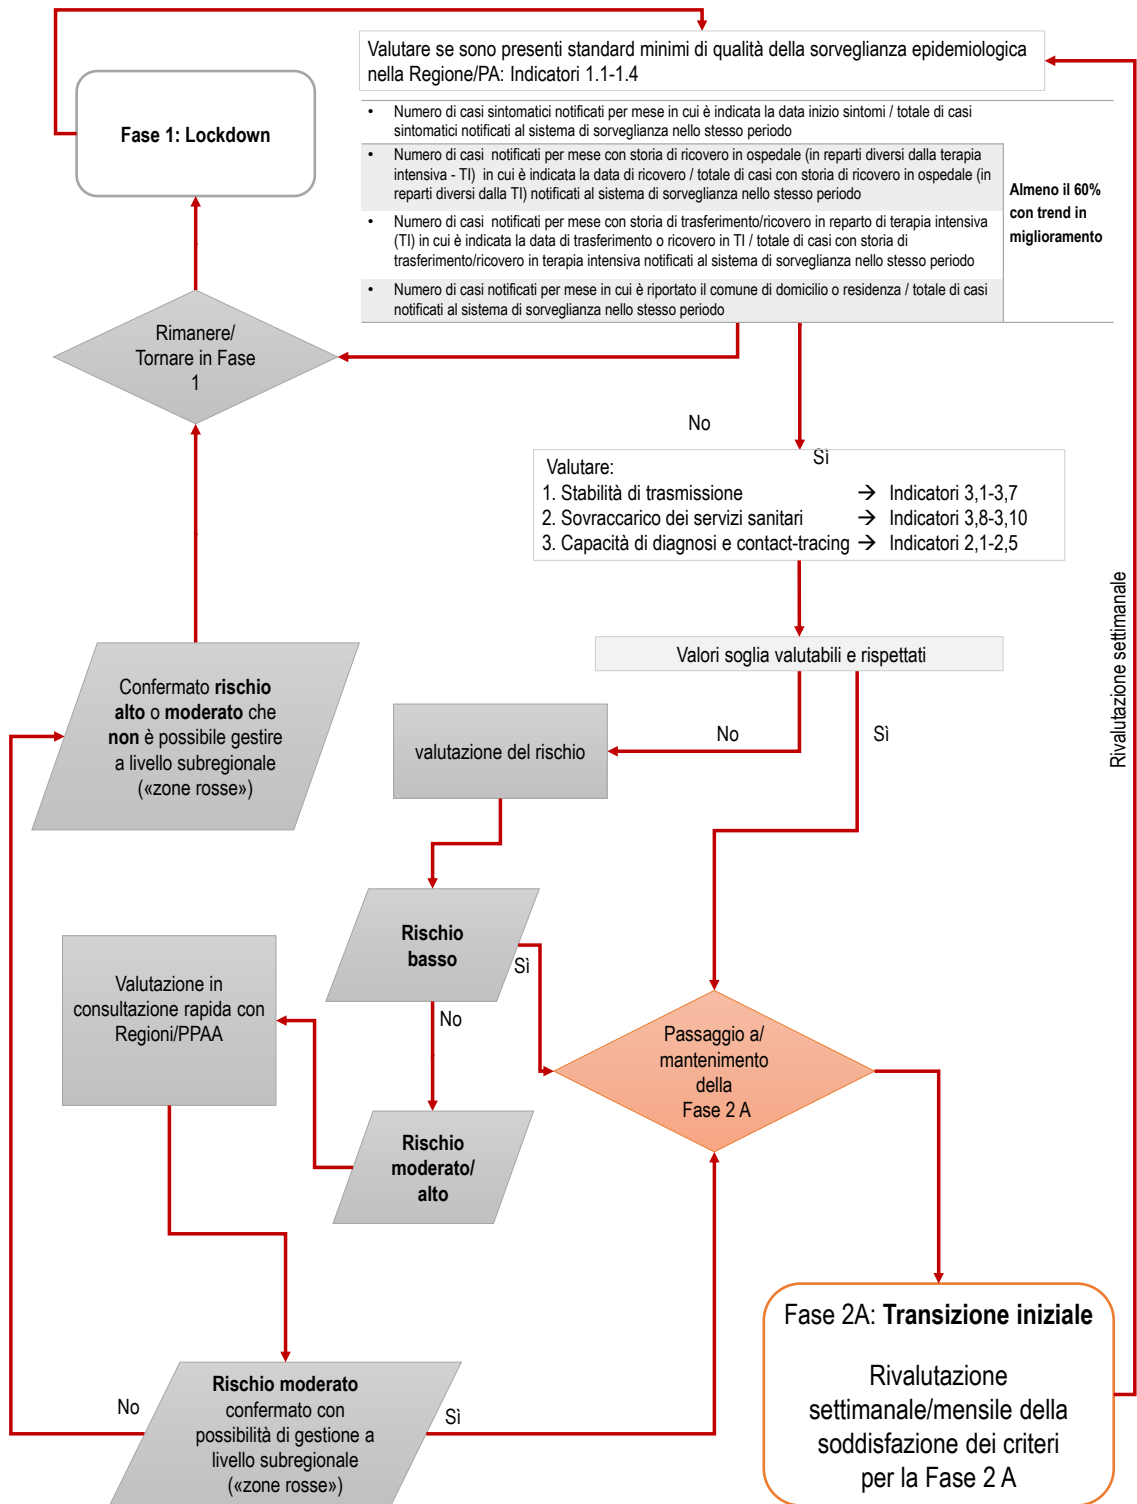 Valutare se sono presenti standard minimi di qualità della sorveglianza epidemiologica
nella Regione/PA: Indicatori 1.1-1.4
Fase 1: Lockdown
• Numero di casi sintomatici notificati per mese in cui è indicata la data inizio sintomi / totale di casi
sintomatici notificati al sistema di sorveglianza nello stesso periodo
• Numero di casi notificati per mese con storia di ricovero in ospedale (in reparti diversi dalla terapia
intensiva - TI) in cui è indicata la data di ricovero / totale di casi con storia di ricovero in ospedale (in
reparti diversi dalla TI) notificati al sistema di sorveglianza nello stesso periodo
• Numero di casi notificati per mese con storia di trasferimento/ricovero in reparto di terapia intensiva
(TI) in cui è indicata la data di trasferimento o ricovero in TI / totale di casi con storia di
trasferimento/ricovero in terapia intensiva notificati al sistema di sorveglianza nello stesso periodo
• Numero di casi notificati per mese in cui è riportato il comune di domicilio o residenza / totale di casi
notificati al sistema di sorveglianza nello stesso periodo
Almeno il 60%
con trend in
miglioramento
Rimanere/
Tornare in Fase
1
No
Sì
Valutare:
1. Stabilità di trasmissione → Indicatori 3,1-3,7
2. Sovraccarico dei servizi sanitari → Indicatori 3,8-3,10
3. Capacità di diagnosi e contact-tracing → Indicatori 2,1-2,5
Rivalutazione settimanale
Valori soglia valutabili e rispettati
Confermato rischio
alto o moderato che
non è possibile gestire
a livello subregionale
(«zone rosse»)
No
Sì
valutazione del rischio
Rischio
basso
Sì
No
Valutazione in
consultazione rapida con
Regioni/PPAA
Passaggio a/
mantenimento
della
Fase 2 A
Rischio
moderato/
alto
Fase 2A: Transizione iniziale
Rivalutazione
settimanale/mensile della
soddisfazione dei criteri
per la Fase 2 A
No
Rischio moderato
confermato con
possibilità di gestione a
livello subregionale
(«zone rosse»)
Sì